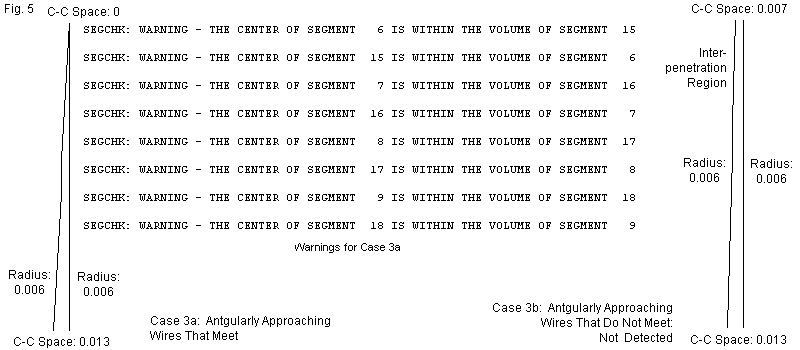 Fig. 5
C-C Space: 0
C-C Space: 0.007
SEGCHK: WARNING - THE CENTER OF SEGMENT 6 IS WITHIN THE VOLUME OF SEGMENT 15
SEGCHK: WARNING - THE CENTER OF SEGMENT 15 IS WITHIN THE VOLUME OF SEGMENT 6
SEGCHK: WARNING - THE CENTER OF SEGMENT 7 IS WITHIN THE VOLUME OF SEGMENT 16
SEGCHK: WARNING - THE CENTER OF SEGMENT 16 IS WITHIN THE VOLUME OF SEGMENT 7
SEGCHK: WARNING - THE CENTER OF SEGMENT 8 IS WITHIN THE VOLUME OF SEGMENT 17
SEGCHK: WARNING - THE CENTER OF SEGMENT 17 IS WITHIN THE VOLUME OF SEGMENT 8
SEGCHK: WARNING - THE CENTER OF SEGMENT 9 IS WITHIN THE VOLUME OF SEGMENT 18
SEGCHK: WARNING - THE CENTER OF SEGMENT 18 IS WITHIN THE VOLUME OF SEGMENT 9
Warnings for Case 3a
Inter-
penetration
Region
Radius:
0.006
Radius:
0.006
Radius:
0.006
Radius:
0.006
Case 3a: Antgularly Approaching
Wires That Meet
Case 3b: Antgularly Approaching
Wires That Do Not Meet:
Not Detected
C-C Space: 0.013
C-C Space: 0.013